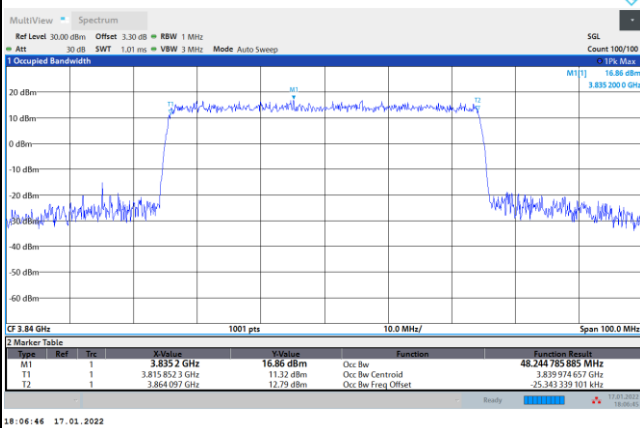 MultiView Spectrum
Ref Level 30.00 dBm Offset 3.30 dB RBW 1 MHz SGL
Att 30 dB SWT 1.01 ms VBW 3 MHz Mode Auto Sweep Count 100/100
1 Occupied Bandwidth 1Pk Max
M1[1] 16.86 dBm
3.835 200 0 GHz
M1
T1
T2
20 dBm
10 dBm
0 dBm
-10 dBm
-20 dBm
-30 dBm
-40 dBm
-50 dBm
-60 dBm
CF 3.84 GHz 1001 pts 10.0 MHz/ Span 100.0 MHz
2 Marker Table
Type Ref Trc X-Value Y-Value Function Function Result
M1 1 3.835 2 GHz 16.86 dBm Occ Bw 48.244 785 885 MHz
T1 1 3.815 852 3 GHz 11.32 dBm Occ Bw Centroid 3.839 974 657 GHz
T2 1 3.864 097 GHz 12.79 dBm Occ Bw Freq Offset -25.343 339 101 kHz
Ready 17.01.2022
18:06:45
18:06:46 17.01.2022